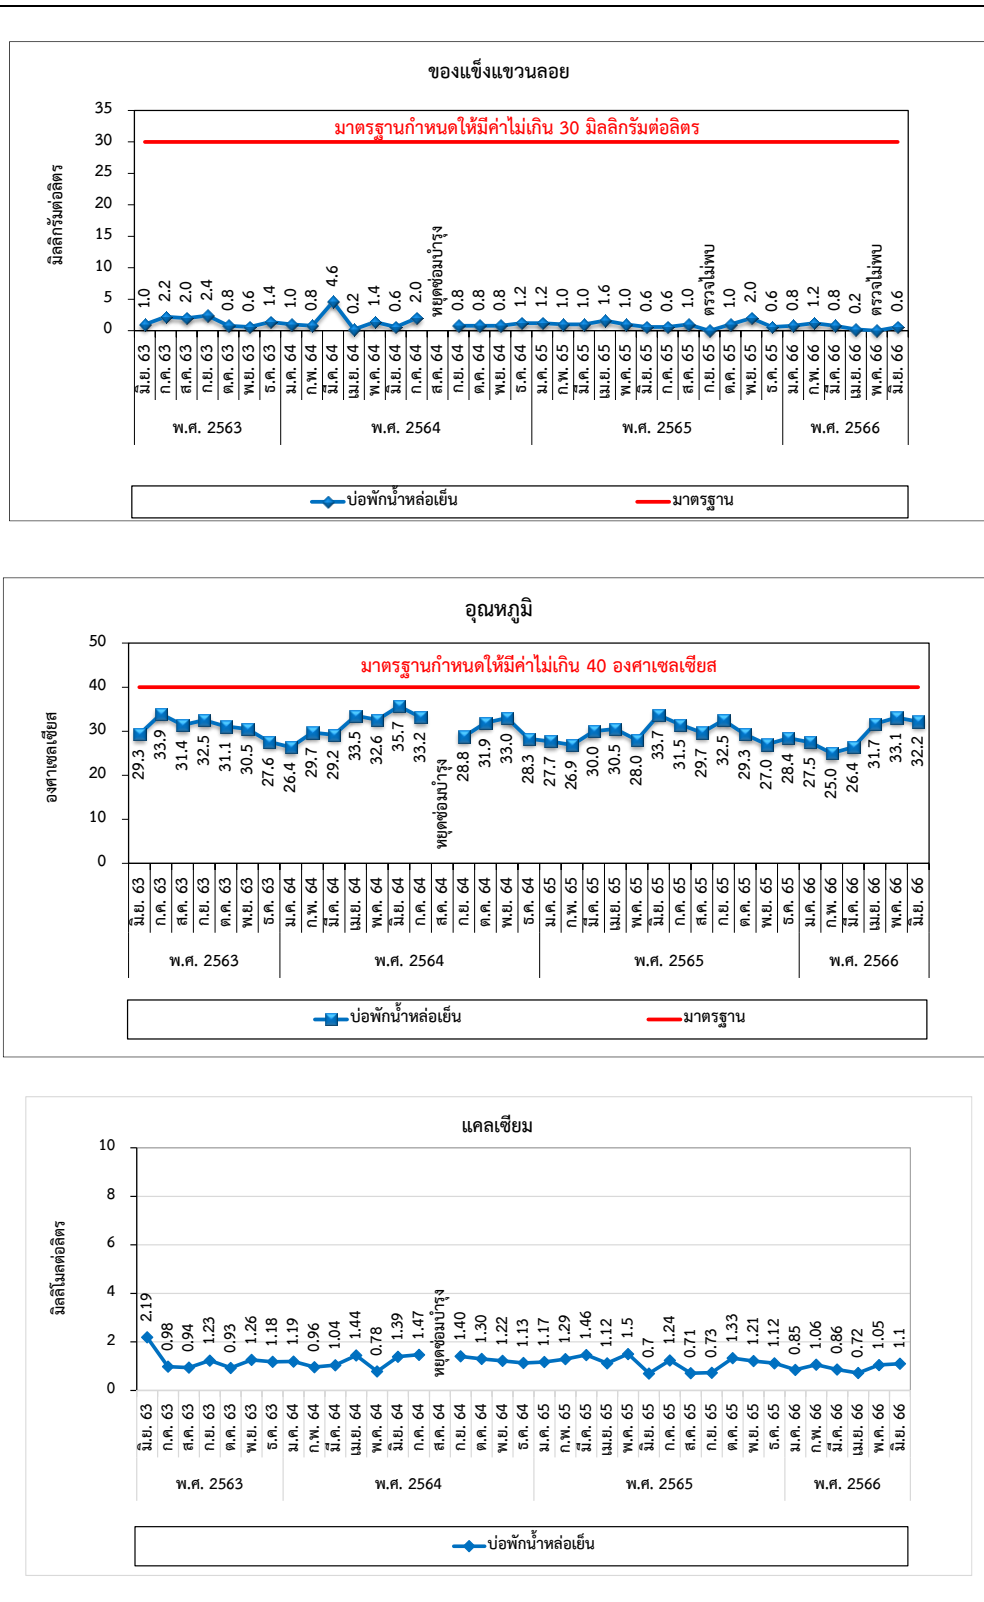 ของแข็งแขวนลอย
มาตรฐานกำหนดให้มีค่าไม่เกิน 30 มิลลิกรัมต่อลิตร
มิลลิกรัมต่อลิตร
35
30
25
20
15
10
5
0
1.0 2.2 2.0 2.4 0.8 0.6 1.4 1.0 0.8 4.6 0.2 1.4 0.6 2.0 หยุดซ่อมบำรุง 0.8 0.8 0.8 1.2 1.2 1.0 1.0 1.6 1.0 0.6 0.6 1.0 ตรวจไม่พบ 1.0 2.0 0.6 0.8 1.2 0.8 0.2 ตรวจไม่พบ 0.6
มิ.ย. 63 ก.ค. 63 ส.ค. 63 ก.ย. 63 ต.ค. 63 พ.ย. 63 ธ.ค. 63 ม.ค. 64 ก.พ. 64 มี.ค. 64 เม.ย. 64 พ.ค. 64 มิ.ย. 64 ก.ค. 64 ส.ค. 64 ก.ย. 64 ต.ค. 64 พ.ย. 64 ธ.ค. 64 ม.ค. 65 ก.พ. 65 มี.ค. 65 เม.ย. 65 พ.ค. 65 มิ.ย. 65 ก.ค. 65 ส.ค. 65 ก.ย. 65 ต.ค. 65 พ.ย. 65 ธ.ค. 65 ม.ค. 66 ก.พ. 66 มี.ค. 66 เม.ย. 66 พ.ค. 66 มิ.ย. 66
พ.ศ. 2563 พ.ศ. 2564 พ.ศ. 2565 พ.ศ. 2566
บ่อพักน้ำหล่อเย็น มาตรฐาน
อุณหภูมิ
มาตรฐานกำหนดให้มีค่าไม่เกิน 40 องศาเซลเซียส
องศาเซลเซียส
50
40
30
20
10
0
29.3 33.9 31.4 32.5 31.1 30.5 27.6 26.4 29.7 29.2 33.5 32.6 35.7 33.2 หยุดซ่อมบำรุง 28.8 31.9 33.0 28.3 27.7 26.9 30.0 30.5 28.0 33.7 31.5 29.7 32.5 29.3 27.0 28.4 27.5 25.0 26.4 31.7 33.1 32.2
มิ.ย. 63 ก.ค. 63 ส.ค. 63 ก.ย. 63 ต.ค. 63 พ.ย. 63 ธ.ค. 63 ม.ค. 64 ก.พ. 64 มี.ค. 64 เม.ย. 64 พ.ค. 64 มิ.ย. 64 ก.ค. 64 ส.ค. 64 ก.ย. 64 ต.ค. 64 พ.ย. 64 ธ.ค. 64 ม.ค. 65 ก.พ. 65 มี.ค. 65 เม.ย. 65 พ.ค. 65 มิ.ย. 65 ก.ค. 65 ส.ค. 65 ก.ย. 65 ต.ค. 65 พ.ย. 65 ธ.ค. 65 ม.ค. 66 ก.พ. 66 มี.ค. 66 เม.ย. 66 พ.ค. 66 มิ.ย. 66
พ.ศ. 2563 พ.ศ. 2564 พ.ศ. 2565 พ.ศ. 2566
บ่อพักน้ำหล่อเย็น มาตรฐาน
แคลเซียม
มิลลิโมลต่อลิตร
10
8
6
4
2
0
2.19 0.98 0.94 1.23 0.93 1.26 1.18 1.19 0.96 1.04 1.44 0.78 1.39 1.47 หยุดซ่อมบำรุง 1.40 1.30 1.22 1.13 1.17 1.29 1.46 1.12 1.5 0.7 1.24 0.71 0.73 1.33 1.21 1.12 0.85 1.06 0.86 0.72 1.05 1.1
มิ.ย. 63 ก.ค. 63 ส.ค. 63 ก.ย. 63 ต.ค. 63 พ.ย. 63 ธ.ค. 63 ม.ค. 64 ก.พ. 64 มี.ค. 64 เม.ย. 64 พ.ค. 64 มิ.ย. 64 ก.ค. 64 ส.ค. 64 ก.ย. 64 ต.ค. 64 พ.ย. 64 ธ.ค. 64 ม.ค. 65 ก.พ. 65 มี.ค. 65 เม.ย. 65 พ.ค. 65 มิ.ย. 65 ก.ค. 65 ส.ค. 65 ก.ย. 65 ต.ค. 65 พ.ย. 65 ธ.ค. 65 ม.ค. 66 ก.พ. 66 มี.ค. 66 เม.ย. 66 พ.ค. 66 มิ.ย. 66
พ.ศ. 2563 พ.ศ. 2564 พ.ศ. 2565 พ.ศ. 2566
บ่อพักน้ำหล่อเย็น